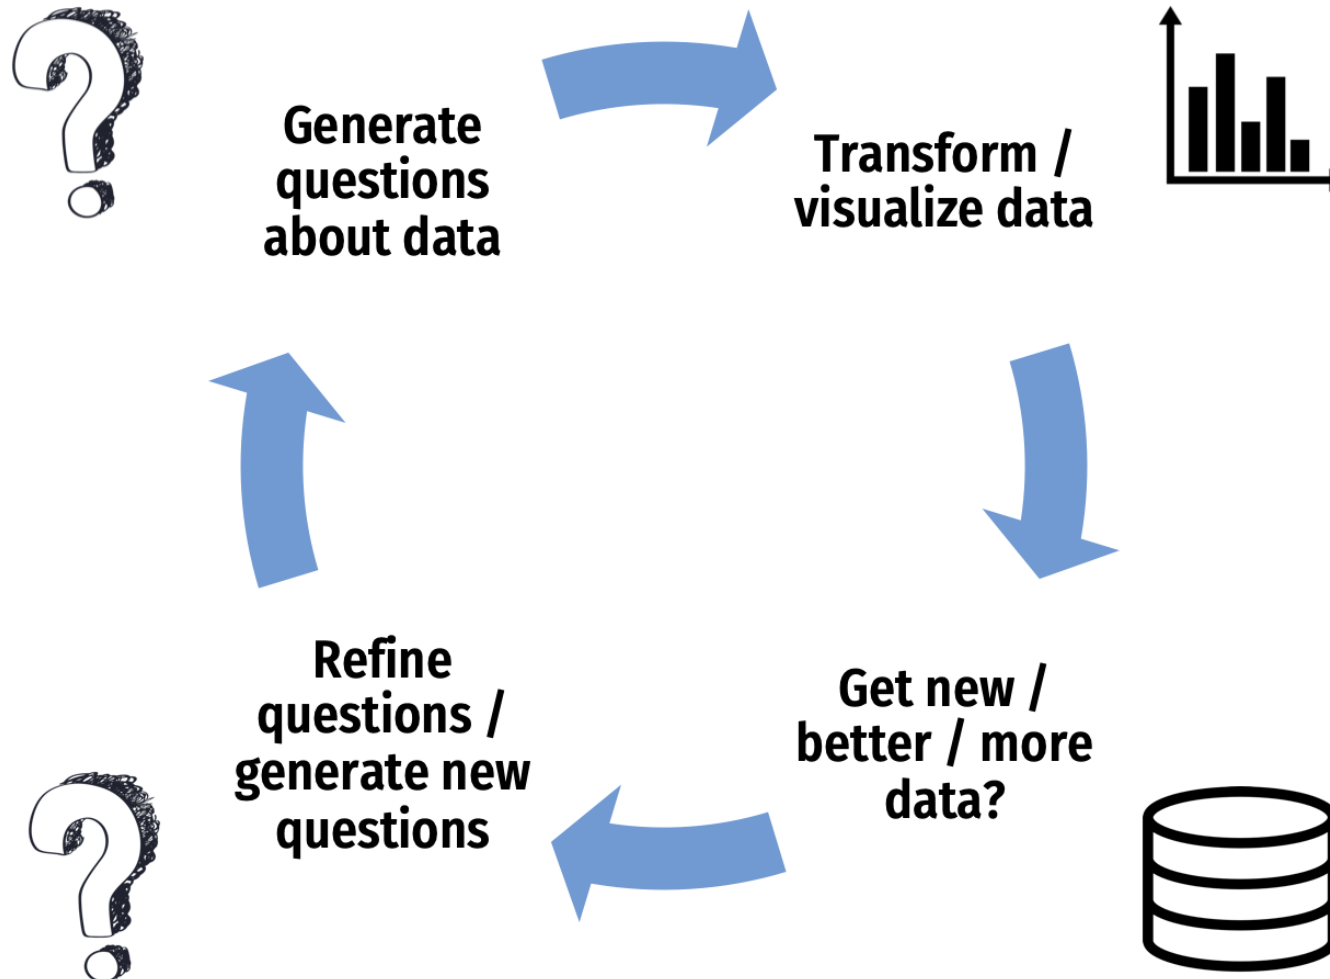 Generate
questions
about data
Transform /
visualize data
Get new /
better / more
data?
Refine
questions /
generate new
questions